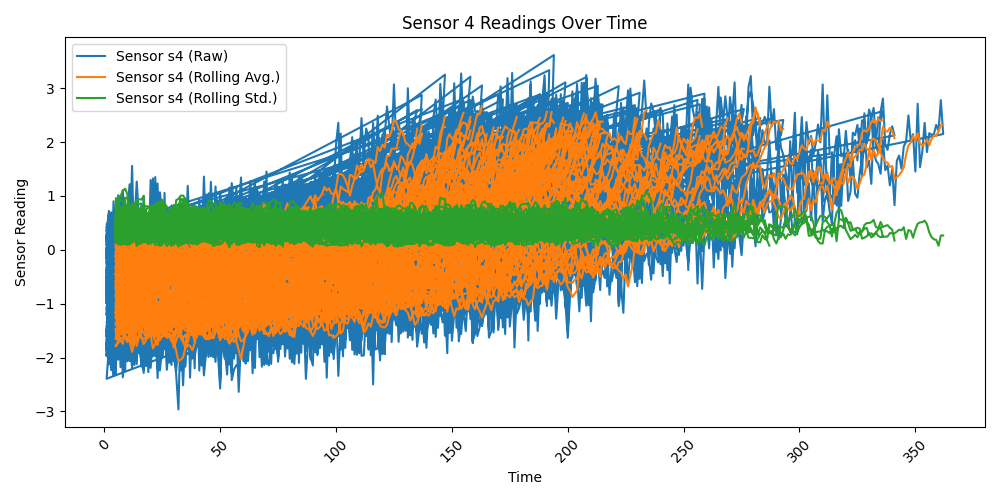 Sensor 4 Readings Over Time
Sensor s4 (Raw)
Sensor s4 (Rolling Avg.)
Sensor s4 (Rolling Std.)
Sensor Reading
3
2
1
0
−1
−2
−3
0
50
100
150
200
250
300
350
Time